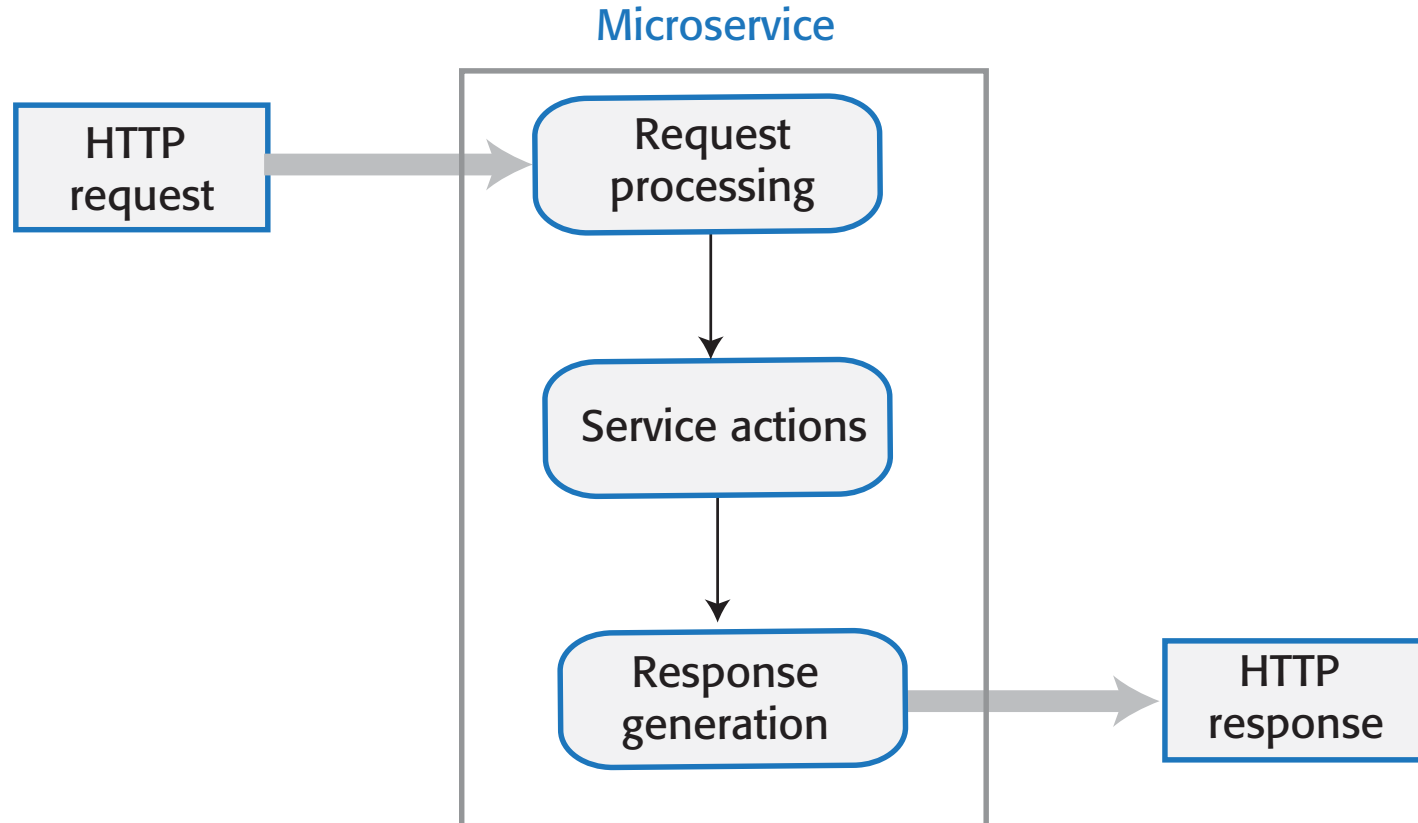 Microservice
HTTP
request
Request
processing
Service actions
Response
generation
HTTP
response